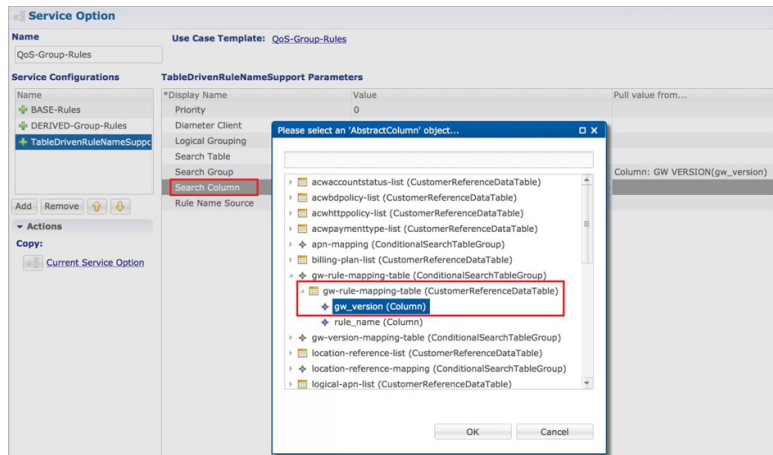 Service Option
Name
Use Case Template: QoS-Group-Rules
QoS-Group-Rules
Service Configurations
TableDrivenRuleNameSupport Parameters
Name
*Display Name
Value
Pull value from...
BASE-Rules
Priority
0
DERIVED-Group-Rules
Diameter Client
TableDrivenRuleNameSuppc
Logical Grouping
Search Table
Search Group
Column: GW VERSION(gw_version)
Search Column
Rule Name Source
Add
Remove
Actions
Copy:
Current Service Option
Please select an 'AbstractColumn' object...
acwaccountstatus-list (CustomerReferenceDataTable)
acwbdpolicy-list (CustomerReferenceDataTable)
acwhttppolicy-list (CustomerReferenceDataTable)
acwpaymenttype-list (CustomerReferenceDataTable)
apn-mapping (ConditionalSearchTableGroup)
billing-plan-list (CustomerReferenceDataTable)
gw-rule-mapping-table (ConditionalSearchTableGroup)
gw-rule-mapping-table (CustomerReferenceDataTable)
gw_version (Column)
rule_name (Column)
gw-version-mapping-table (ConditionalSearchTableGroup)
location-reference-list (CustomerReferenceDataTable)
location-reference-mapping (ConditionalSearchTableGroup)
logical-apn-list (CustomerReferenceDataTable)
OK
Cancel